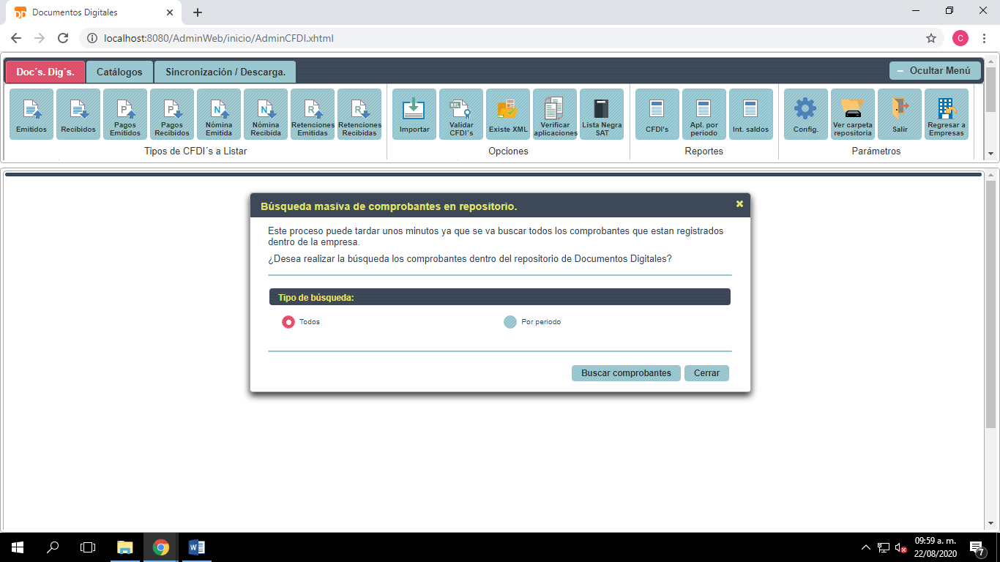 Documentos Digitales
localhost:8080/AdminWeb/inicio/AdminCFDI.xhtml
C
Doc´s. Dig´s.
Catálogos
Sincronización / Descarga.
Ocultar Menú
Emitidos
Recibidos
Pagos Emitidos
Pagos Recibidos
Nómina Emitida
Nómina Recibida
Retenciones Emitidas
Retenciones Recibidas
Importar
Validar CFDI´s
Existe XML
Verificar aplicaciones
Lista Negra SAT
CFDI's
Apl. por periodo
Int. saldos
Config.
Ver carpeta repositoria
Salir
Regresar a Empresas
Tipos de CFDI´s a Listar
Opciones
Reportes
Parámetros
Búsqueda masiva de comprobantes en repositorio.
Este proceso puede tardar unos minutos ya que se va buscar todos los comprobantes que estan registrados
dentro de la empresa.
¿Desea realizar la búsqueda los comprobantes dentro del repositorio de Documentos Digitales?
Tipo de búsqueda:
Todos
Por periodo
Buscar comprobantes
Cerrar
09:59 a. m.
22/08/2020
7